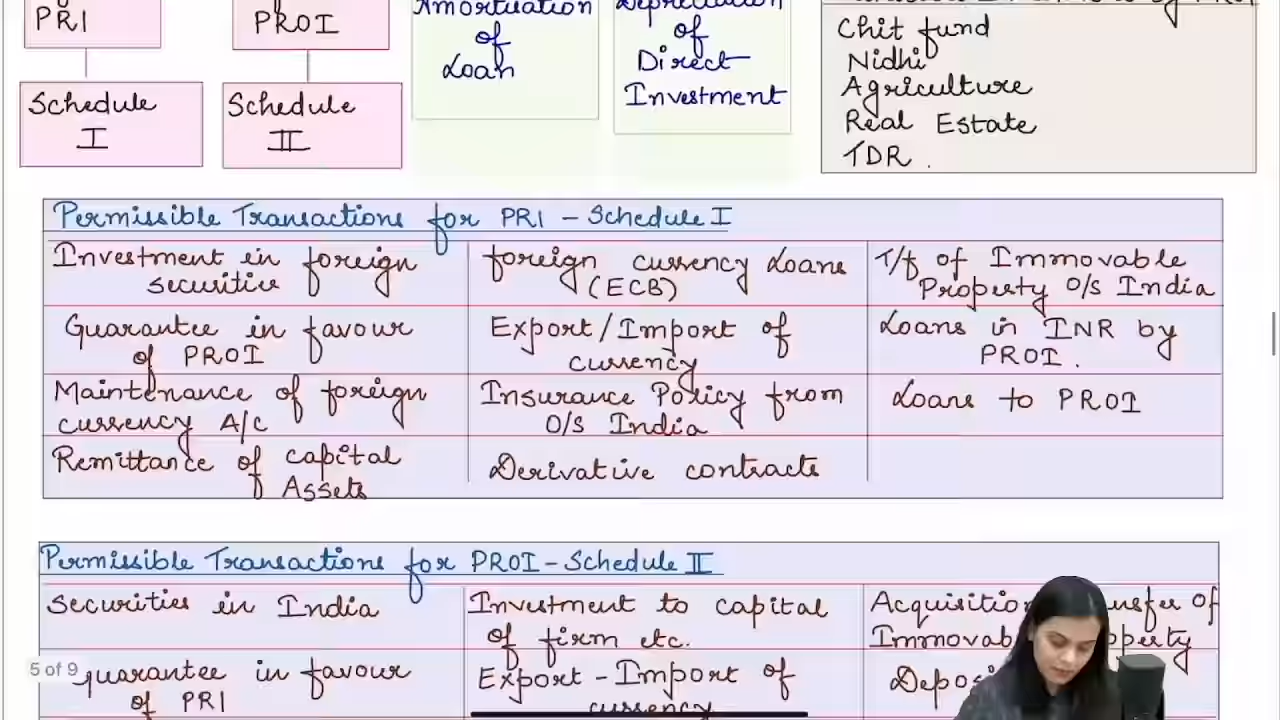 PRI
PROI
Schedule
I
Schedule
II
of
Loan
of
Direct
Investment
Chit fund
Nidhi
Agriculture
Real Estate
TDR.
Permissible Transactions for PRI - Schedule I
Investment in foreign
securities
foreign currency Loans
(ECB)
T/f of Immovable
Property O/S India
Guarantee in favour
of PROI
Export/Import of
currency
Loans in INR by
PROI.
Maintenance of foreign
currency A/c
Insurance Policy from
O/S India
Loans to PROI
Remittance of capital
Assets
Derivative contracts
Permissible Transactions for PROI - Schedule II
Securities in India
Investment to capital
of firm etc.
Acquisition
of
Guarantee in favour
of PRI
Export - Import of
currency
5 of 9